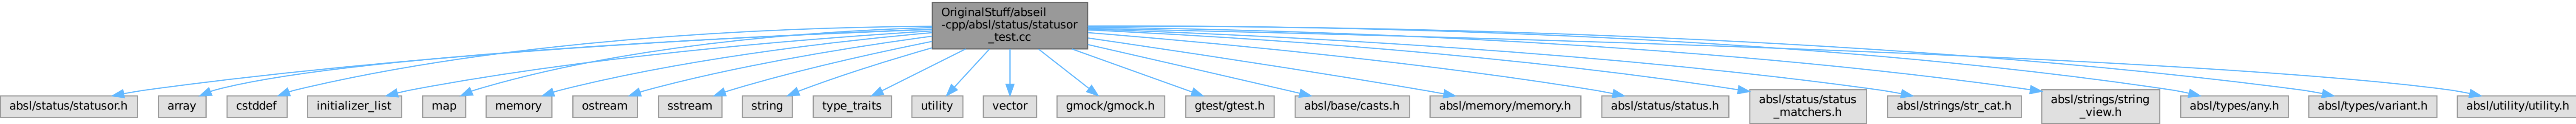 OriginalStuff/abseil
-cpp/absl/status/statusor
_test.cc
absl/status/statusor.h
array
cstddef
initializer_list
map
memory
ostream
sstream
string
type_traits
utility
vector
gmock/gmock.h
gtest/gtest.h
absl/base/casts.h
absl/memory/memory.h
absl/status/status.h
absl/status/status
_matchers.h
absl/strings/str_cat.h
absl/strings/string
_view.h
absl/types/any.h
absl/types/variant.h
absl/utility/utility.h